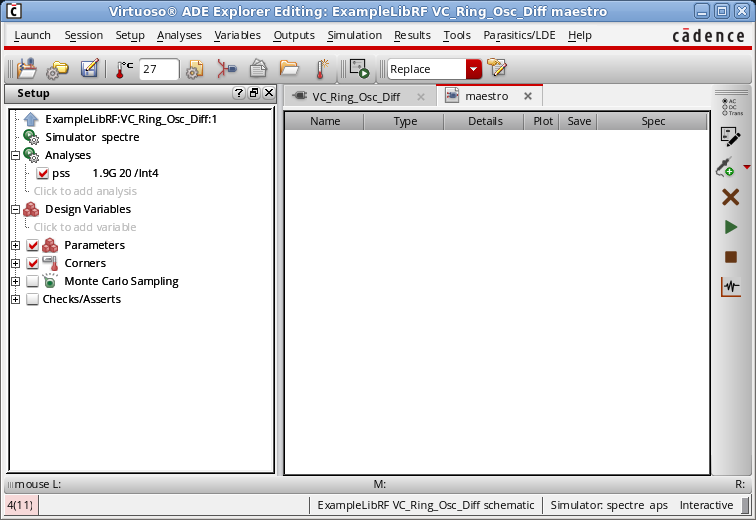 Virtuoso® ADE Explorer Editing: ExampleLibRF VC_Ring_Osc_Diff maestro
Launch Session Setup Analyses Variables Outputs Simulation Results Tools Parasitics/LDE Help cādence
°C 27 Replace
Setup
VC_Ring_Osc_Diff maestro
AC
DC
Trans
Name Type Details Plot Save Spec
ExampleLibRF:VC_Ring_Osc_Diff:1
Simulator spectre
Analyses
pss 1.9G 20 /Int4
Click to add analysis
Design Variables
Click to add variable
Parameters
Corners
Monte Carlo Sampling
Checks/Asserts
mouse L: M: R:
4(11) ExampleLibRF VC_Ring_Osc_Diff schematic Simulator: spectre aps Interactive